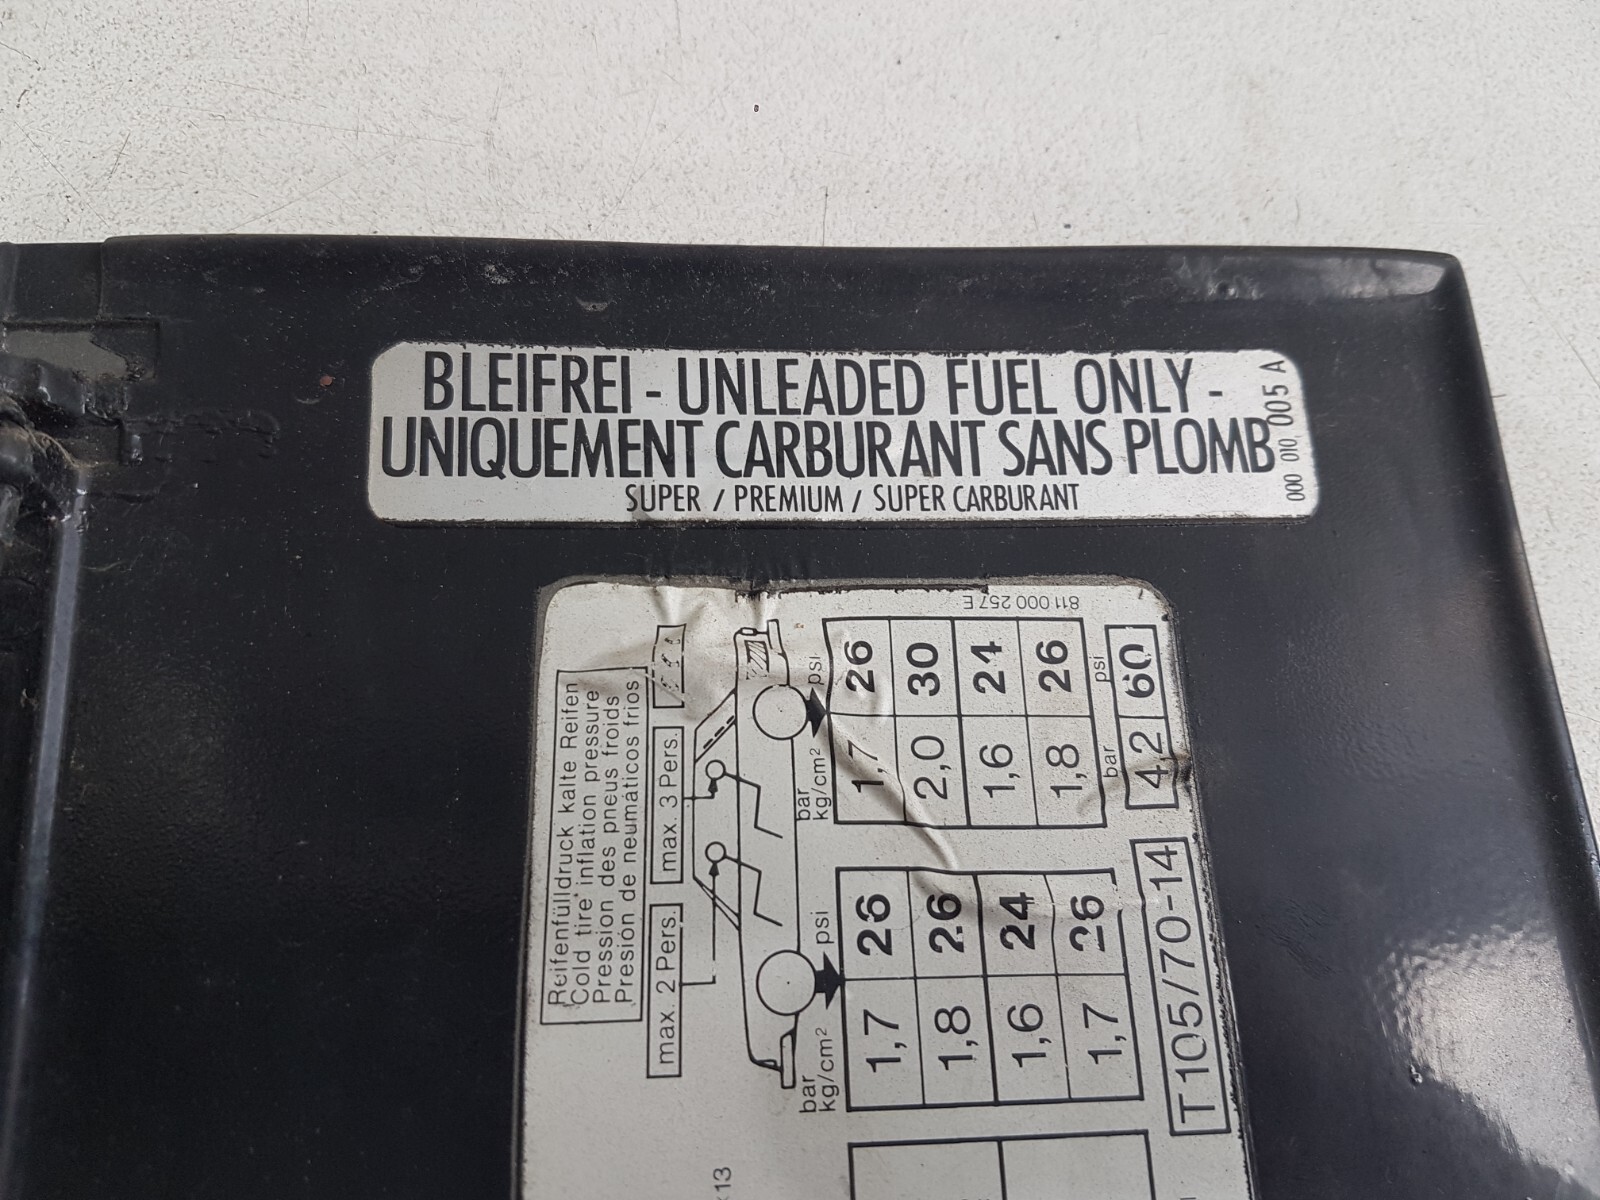 BLEIFREI - UNLEADED FUEL ONLY -
UNIQUEMENT CARBURANT SANS PLOMB
SUPER / PREMIUM / SUPER CARBURANT
000 010 005 A
811 000 257 E
Reifenfülldruck kalte Reifen
Cold tire inflation pressure
Pression des pneus froids
Presión de neumáticos frios
max. 2 Pers.
max. 3 Pers.
bar
kg/cm² psi
1,7 26
1,8 26
1,6 24
1,7 26
bar
kg/cm² psi
1,7 26
2,0 30
1,6 24
1,8 26
T105/70-14
bar psi
4,2 60